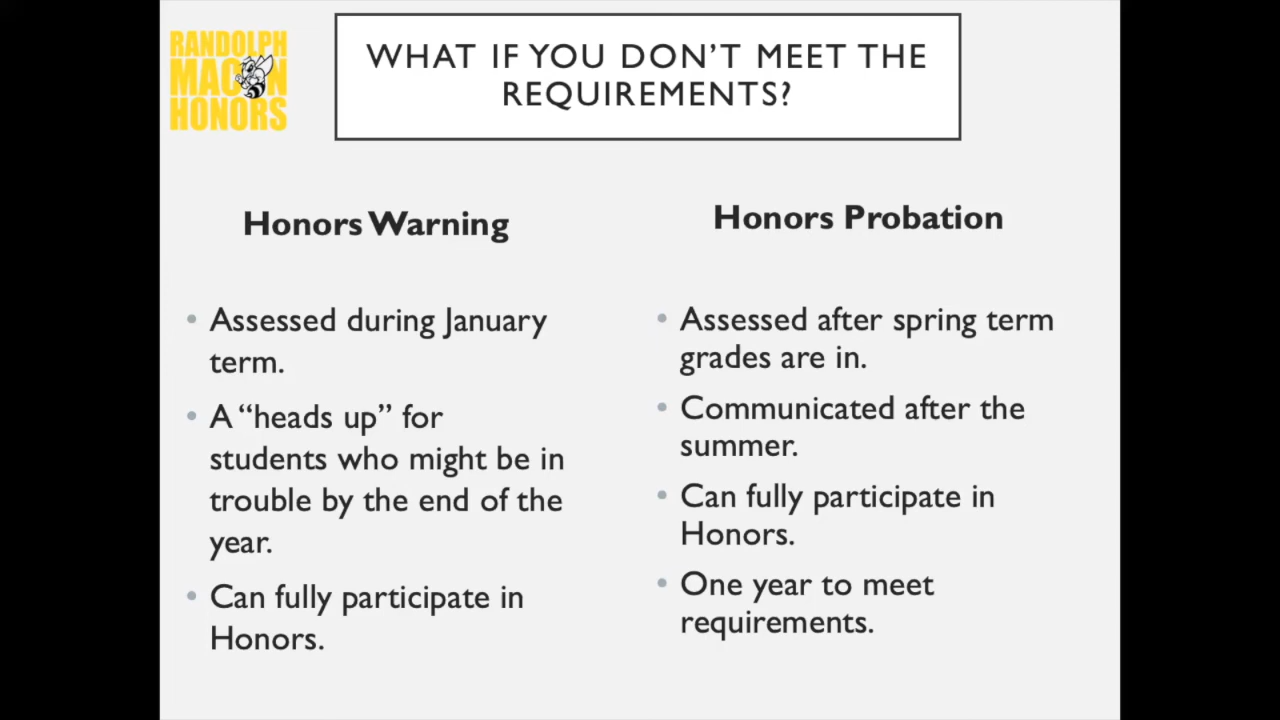 RANDOLPH
MACON
HONORS
WHAT IF YOU DON'T MEET THE
REQUIREMENTS?
Honors Warning
• Assessed during January
term.
• A “heads up” for
students who might be in
trouble by the end of the
year.
• Can fully participate in
Honors.
Honors Probation
• Assessed after spring term
grades are in.
• Communicated after the
summer.
• Can fully participate in
Honors.
• One year to meet
requirements.